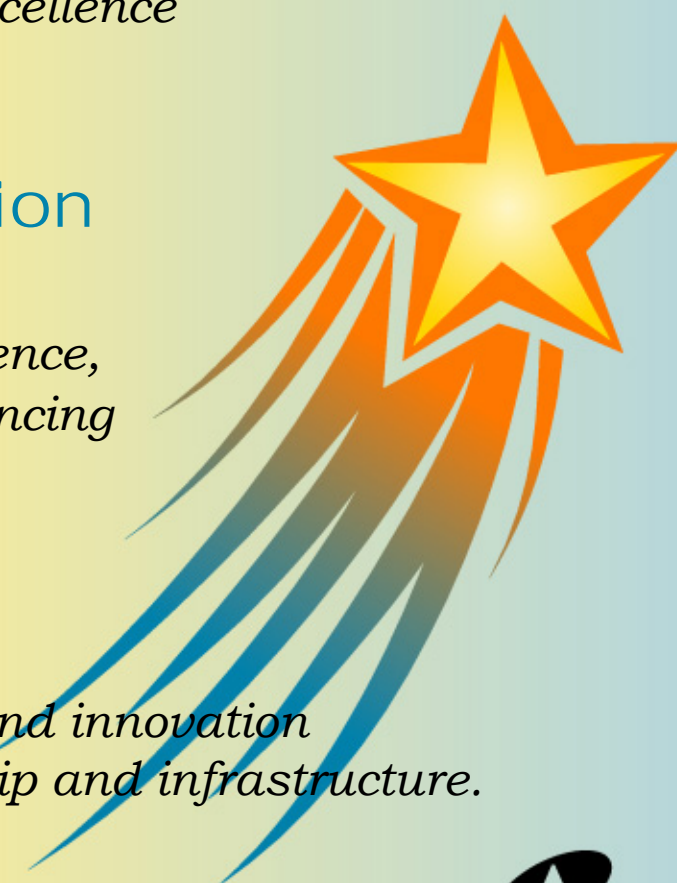 cellence
ion
ence,
ncing
nd innovation
ip and infrastructure.